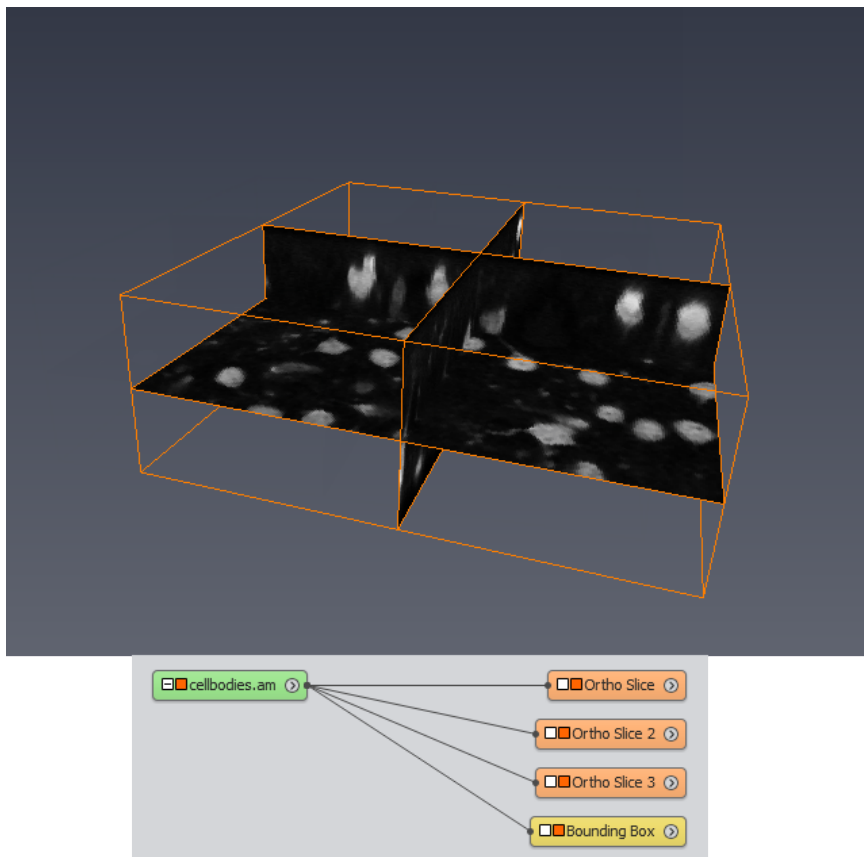 cellbodies.am
Ortho Slice
Ortho Slice 2
Ortho Slice 3
Bounding Box